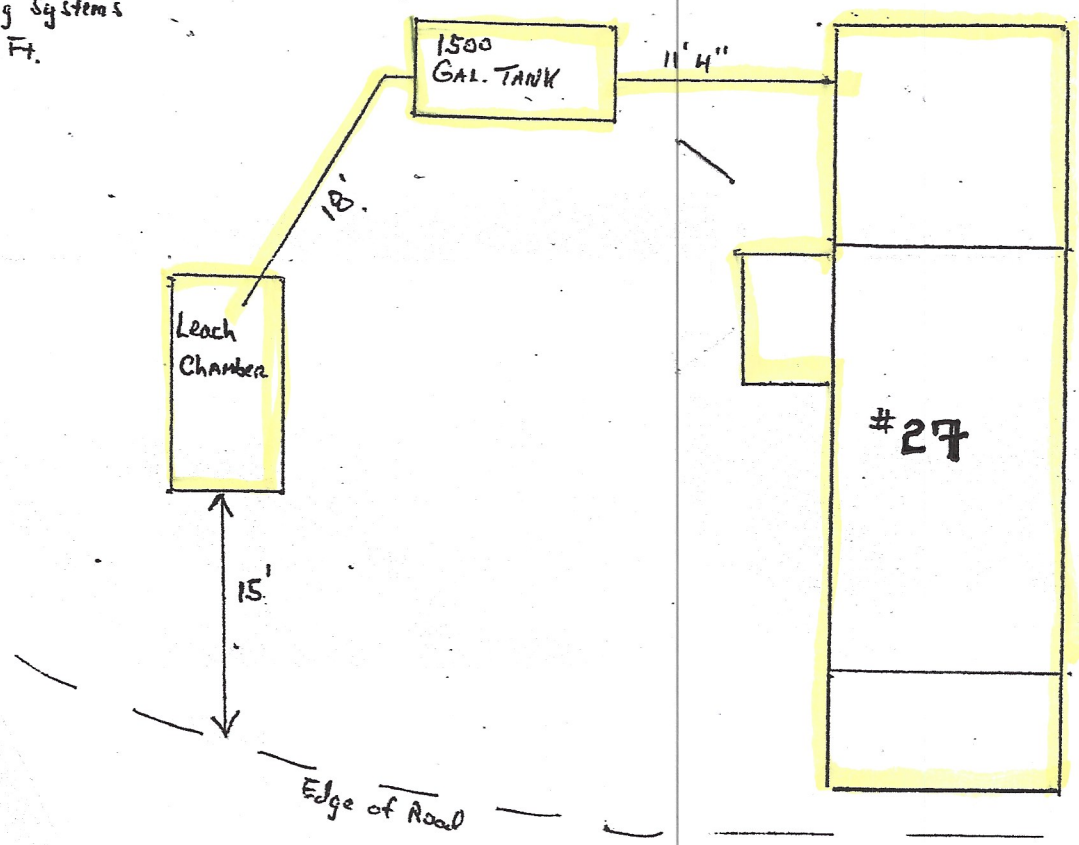 g Systems
Ft.
1500
GAL. TANK
11' 4"
18'
Leach
Chamber
#27
15'
Edge of Road